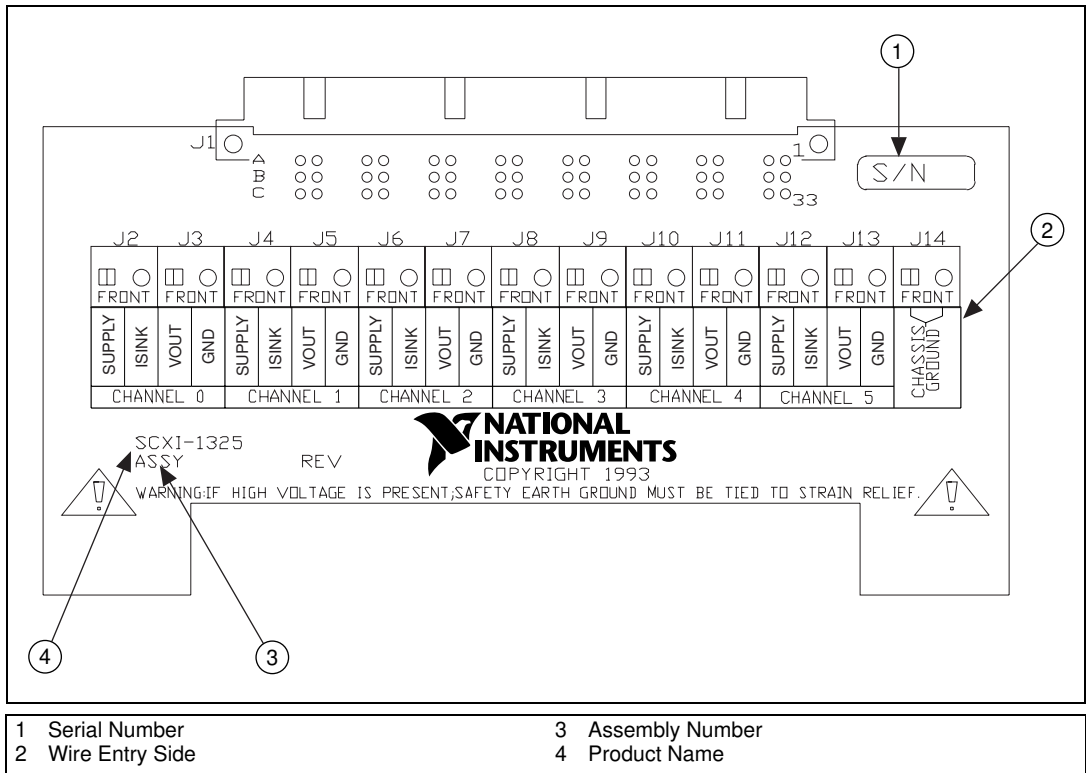 1
J1
1
A
B
C
33
S/N
2
J2 J3 J4 J5 J6 J7 J8 J9 J10 J11 J12 J13 J14
FRONT FRONT FRONT FRONT FRONT FRONT FRONT FRONT FRONT FRONT FRONT FRONT FRONT
SUPPLY ISINK VOUT GND SUPPLY ISINK VOUT GND SUPPLY ISINK VOUT GND SUPPLY ISINK VOUT GND SUPPLY ISINK VOUT GND SUPPLY ISINK VOUT GND CHASSIS GROUND
CHANNEL 0 CHANNEL 1 CHANNEL 2 CHANNEL 3 CHANNEL 4 CHANNEL 5
NATIONAL
INSTRUMENTS
SCXI-1325
ASSY REV
COPYRIGHT 1993
WARNING:IF HIGH VOLTAGE IS PRESENT;SAFETY EARTH GROUND MUST BE TIED TO STRAIN RELIEF.
! !
4 3
1 Serial Number 3 Assembly Number
2 Wire Entry Side 4 Product Name